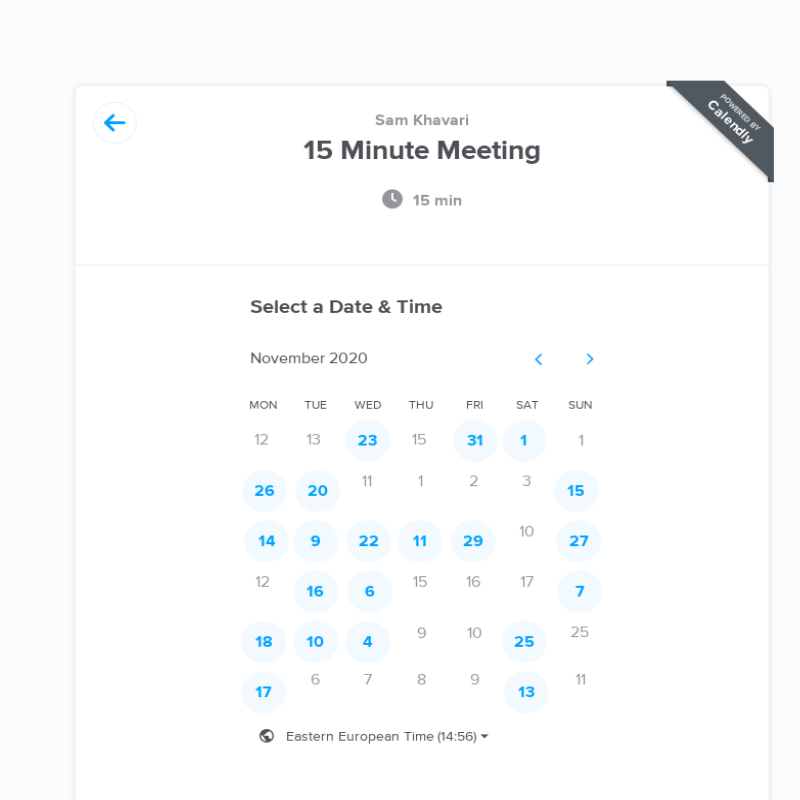 POWERED BY
Calendly
Sam Khavari
15 Minute Meeting
15 min
Select a Date & Time
November 2020
MON TUE WED THU FRI SAT SUN
12 13 23 15 31 1 1
26 20 11 1 2 3 15
14 9 22 11 29 10 27
12 16 6 15 16 17 7
18 10 4 9 10 25 25
17 6 7 8 9 13 11
Eastern European Time (14:56)